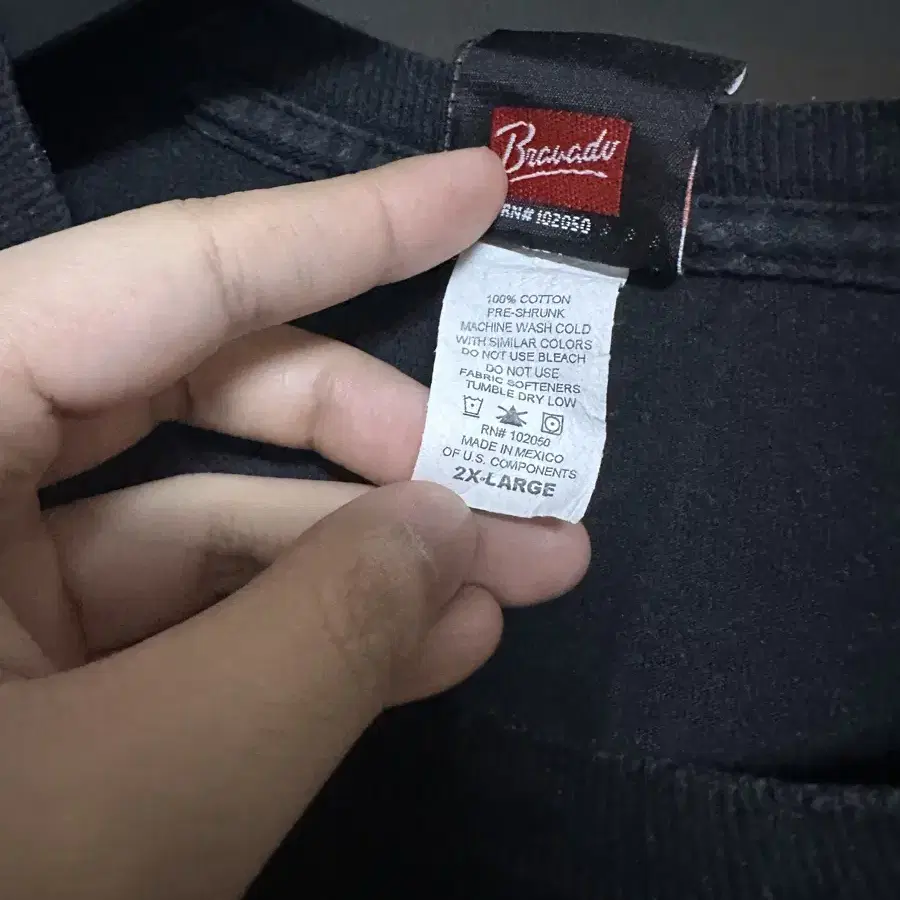 Bravado
RN# 102050
100% COTTON
PRE-SHRUNK
MACHINE WASH COLD
WITH SIMILAR COLORS
DO NOT USE BLEACH
DO NOT USE
FABRIC SOFTENERS
TUMBLE DRY LOW
RN# 102050
MADE IN MEXICO
OF U.S. COMPONENTS
2X-LARGE